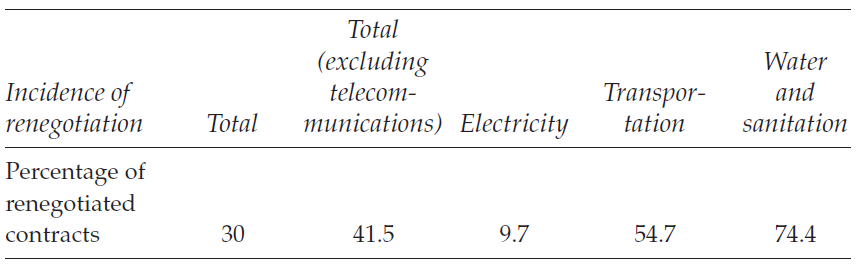 Total
(excluding Water
Incidence of telecom- Transpor- and
renegotiation Total munications) Electricity tation sanitation
Percentage of
renegotiated
contracts 30 41.5 9.7 54.7 74.4